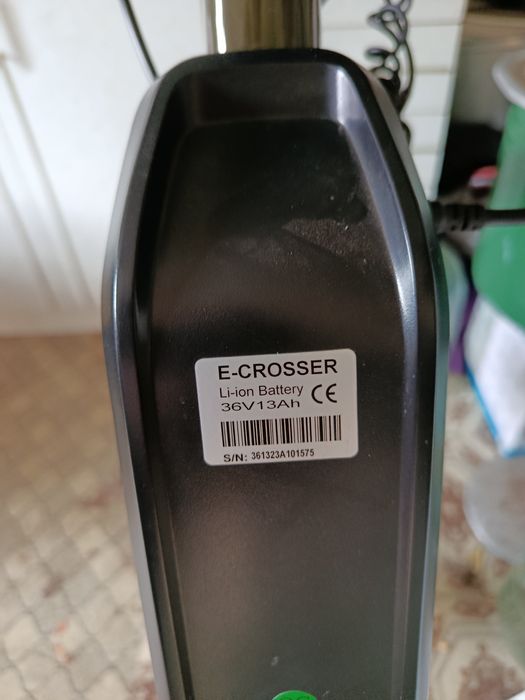 E-CROSSER
Li-ion Battery
CE
36V13Ah
S/N: 361323A101575